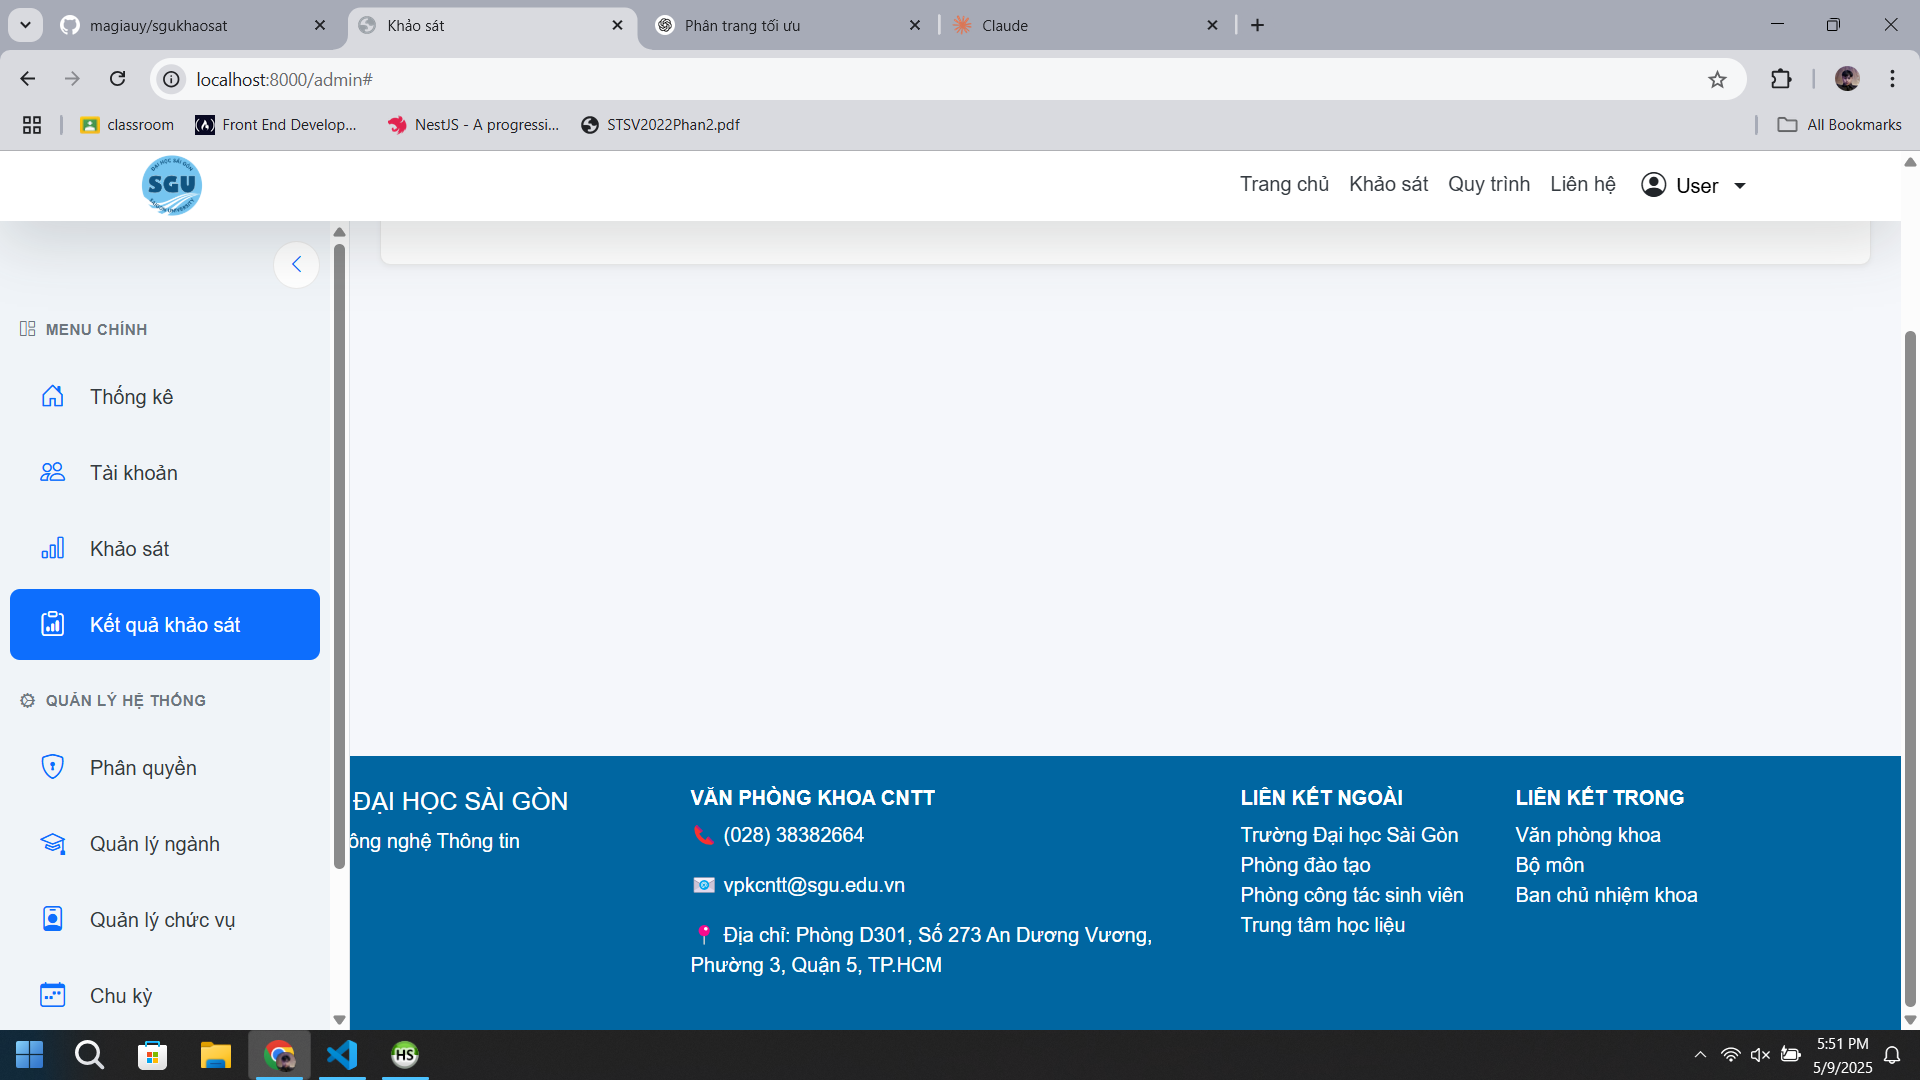 magiauy/sgukhaosat
Khảo sát
Phân trang tối ưu
Claude
localhost:8000/admin#
classroom
Front End Develop...
NestJS - A progressi...
STSV2022Phan2.pdf
All Bookmarks
SGU
Trang chủ
Khảo sát
Quy trình
Liên hệ
User
MENU CHÍNH
Thống kê
Tài khoản
Khảo sát
Kết quả khảo sát
QUẢN LÝ HỆ THỐNG
Phân quyền
Quản lý ngành
Quản lý chức vụ
Chu kỳ
ĐẠI HỌC SÀI GÒN
ông nghệ Thông tin
VĂN PHÒNG KHOA CNTT
(028) 38382664
vpkcntt@sgu.edu.vn
Địa chỉ: Phòng D301, Số 273 An Dương Vương,
Phường 3, Quận 5, TP.HCM
LIÊN KẾT NGOÀI
Trường Đại học Sài Gòn
Phòng đào tạo
Phòng công tác sinh viên
Trung tâm học liệu
LIÊN KẾT TRONG
Văn phòng khoa
Bộ môn
Ban chủ nhiệm khoa
HS
5:51 PM
5/9/2025